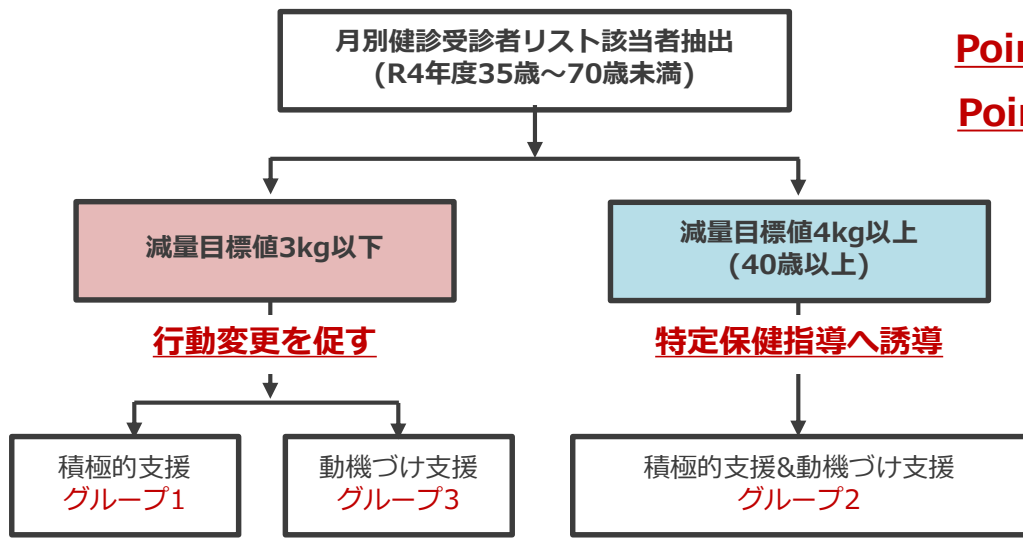 月別健診受診者リスト該当者抽出
(R4年度35歳～70歳未満)
減量目標値3kg以下
減量目標値4kg以上
(40歳以上)
行動変更を促す
特定保健指導へ誘導
積極的支援
グループ1
動機づけ支援
グループ3
積極的支援&動機づけ支援
グループ2